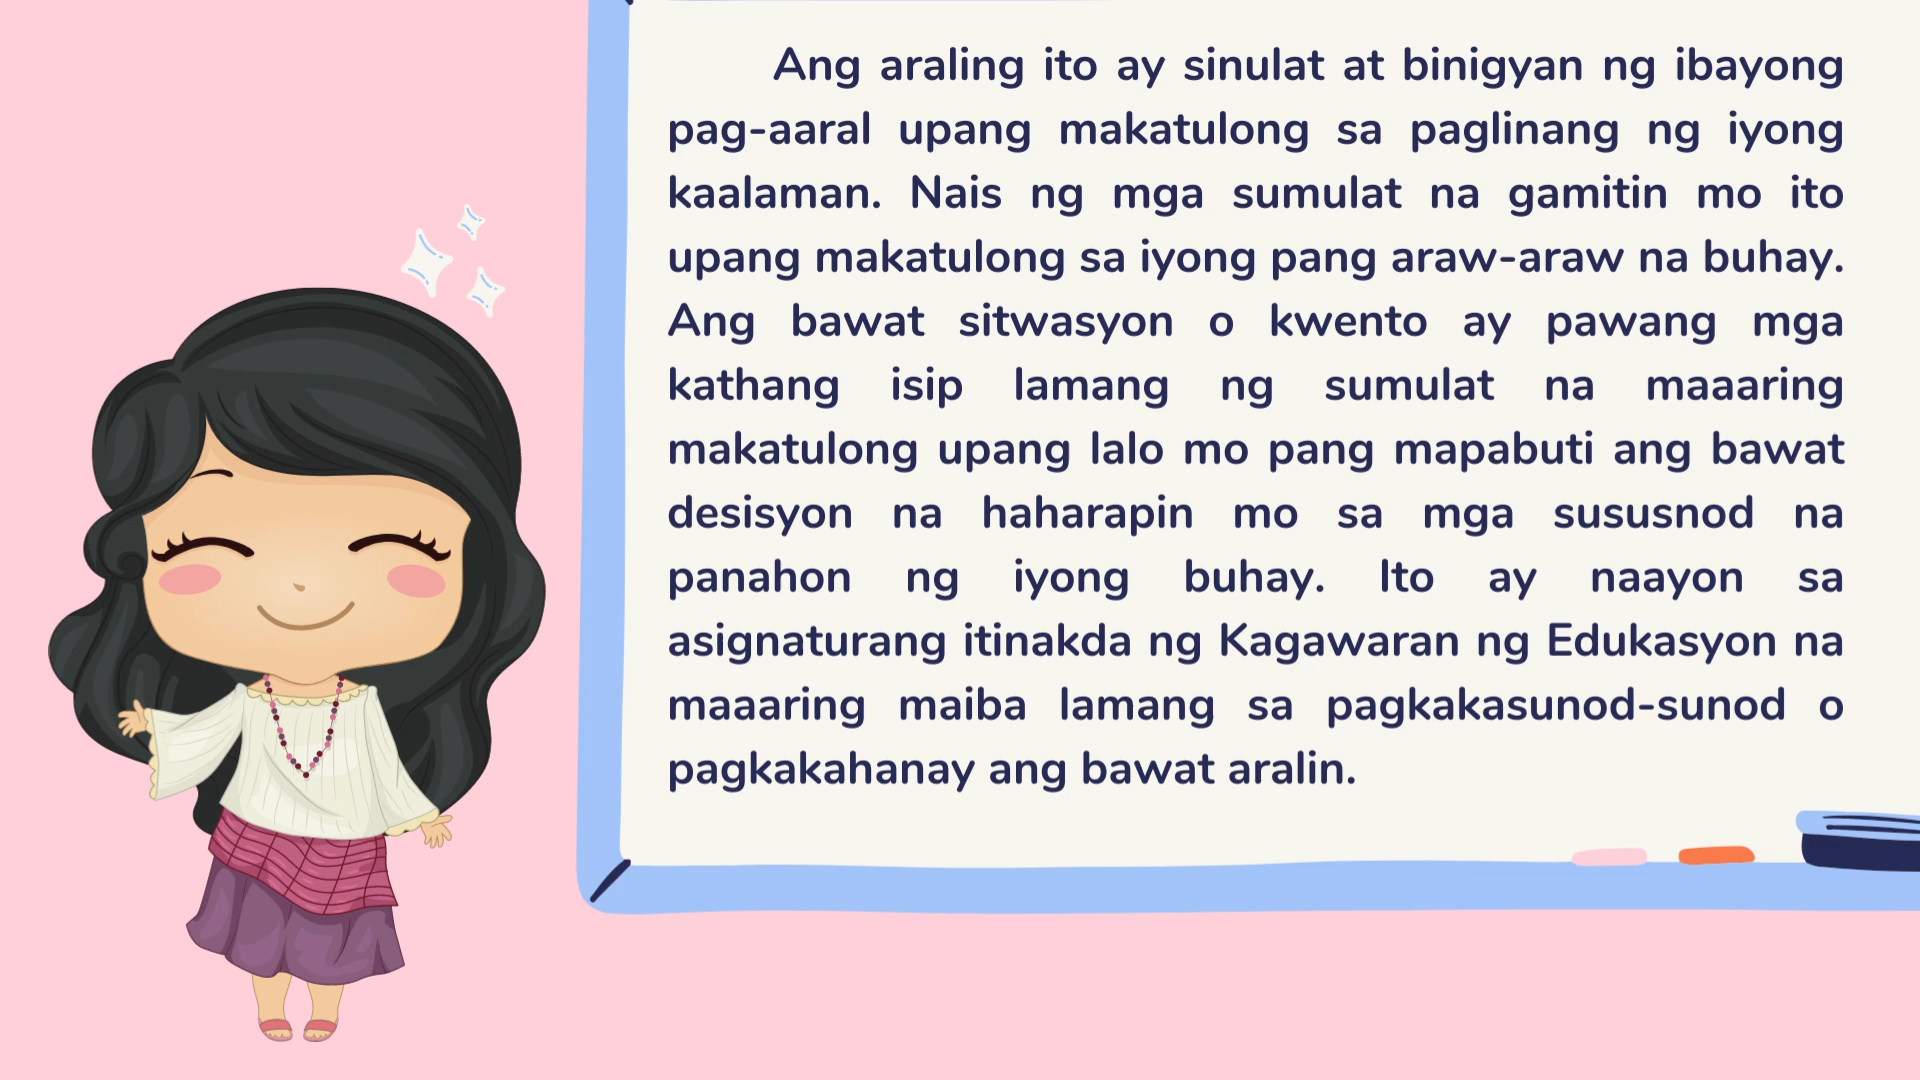 Ang araling ito ay sinulat at binigyan ng ibayong
pag-aaral upang makatulong sa paglinang ng iyong
kaalaman. Nais ng mga sumulat na gamitin mo ito
upang makatulong sa iyong pang araw-araw na buhay.
Ang bawat sitwasyon o kwento ay pawang mga
kathang isip lamang ng sumulat na maaaring
makatulong upang lalo mo pang mapabuti ang bawat
desisyon na haharapin mo sa mga sususnod na
panahon ng iyong buhay. Ito ay naayon sa
asignaturang itinakda ng Kagawaran ng Edukasyon na
maaaring maiba lamang sa pagkakasunod-sunod o
pagkakahanay ang bawat aralin.